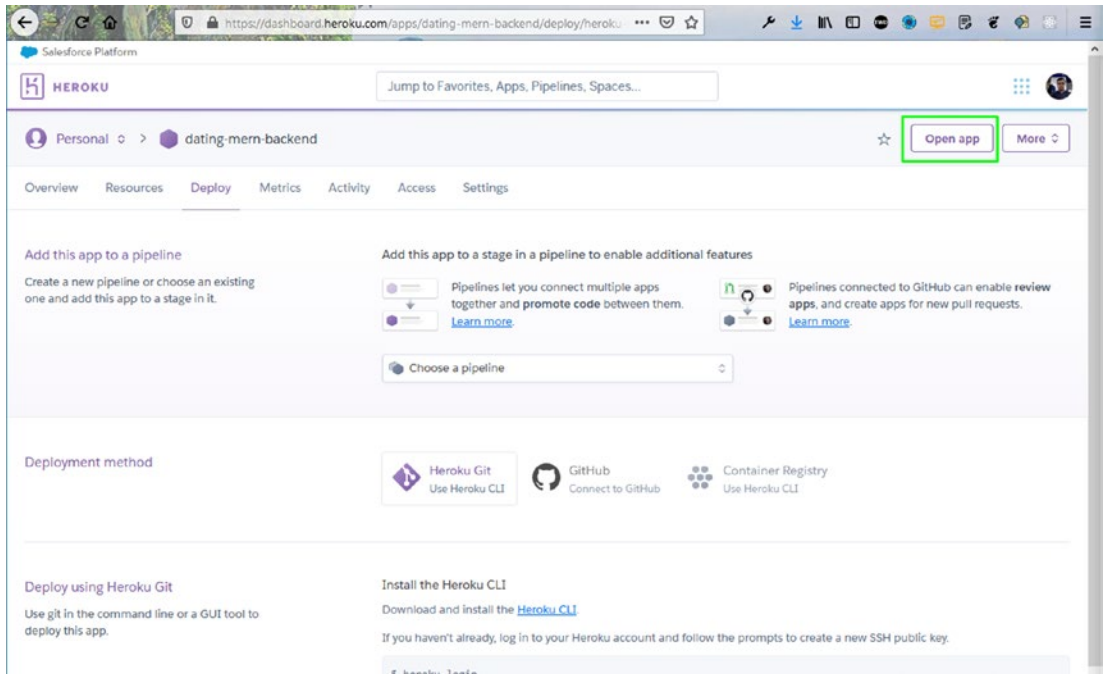 https://dashboard.heroku.com/apps/dating-mern-backend/deploy/heroku
Salesforce Platform
HEROKU
Jump to Favorites, Apps, Pipelines, Spaces...
Personal > dating-mern-backend
Open app
More
Overview Resources Deploy Metrics Activity Access Settings
Add this app to a pipeline
Create a new pipeline or choose an existing
one and add this app to a stage in it.
Add this app to a stage in a pipeline to enable additional features
Pipelines let you connect multiple apps
together and promote code between them.
Learn more.
Pipelines connected to GitHub can enable review
apps, and create apps for new pull requests.
Learn more.
Choose a pipeline
Deployment method
Heroku Git
Use Heroku CLI
GitHub
Connect to GitHub
Container Registry
Use Heroku CLI
Deploy using Heroku Git
Use git in the command line or a GUI tool to
deploy this app.
Install the Heroku CLI
Download and install the Heroku CLI.
If you haven't already, log in to your Heroku account and follow the prompts to create a new SSH public key.
$ heroku login